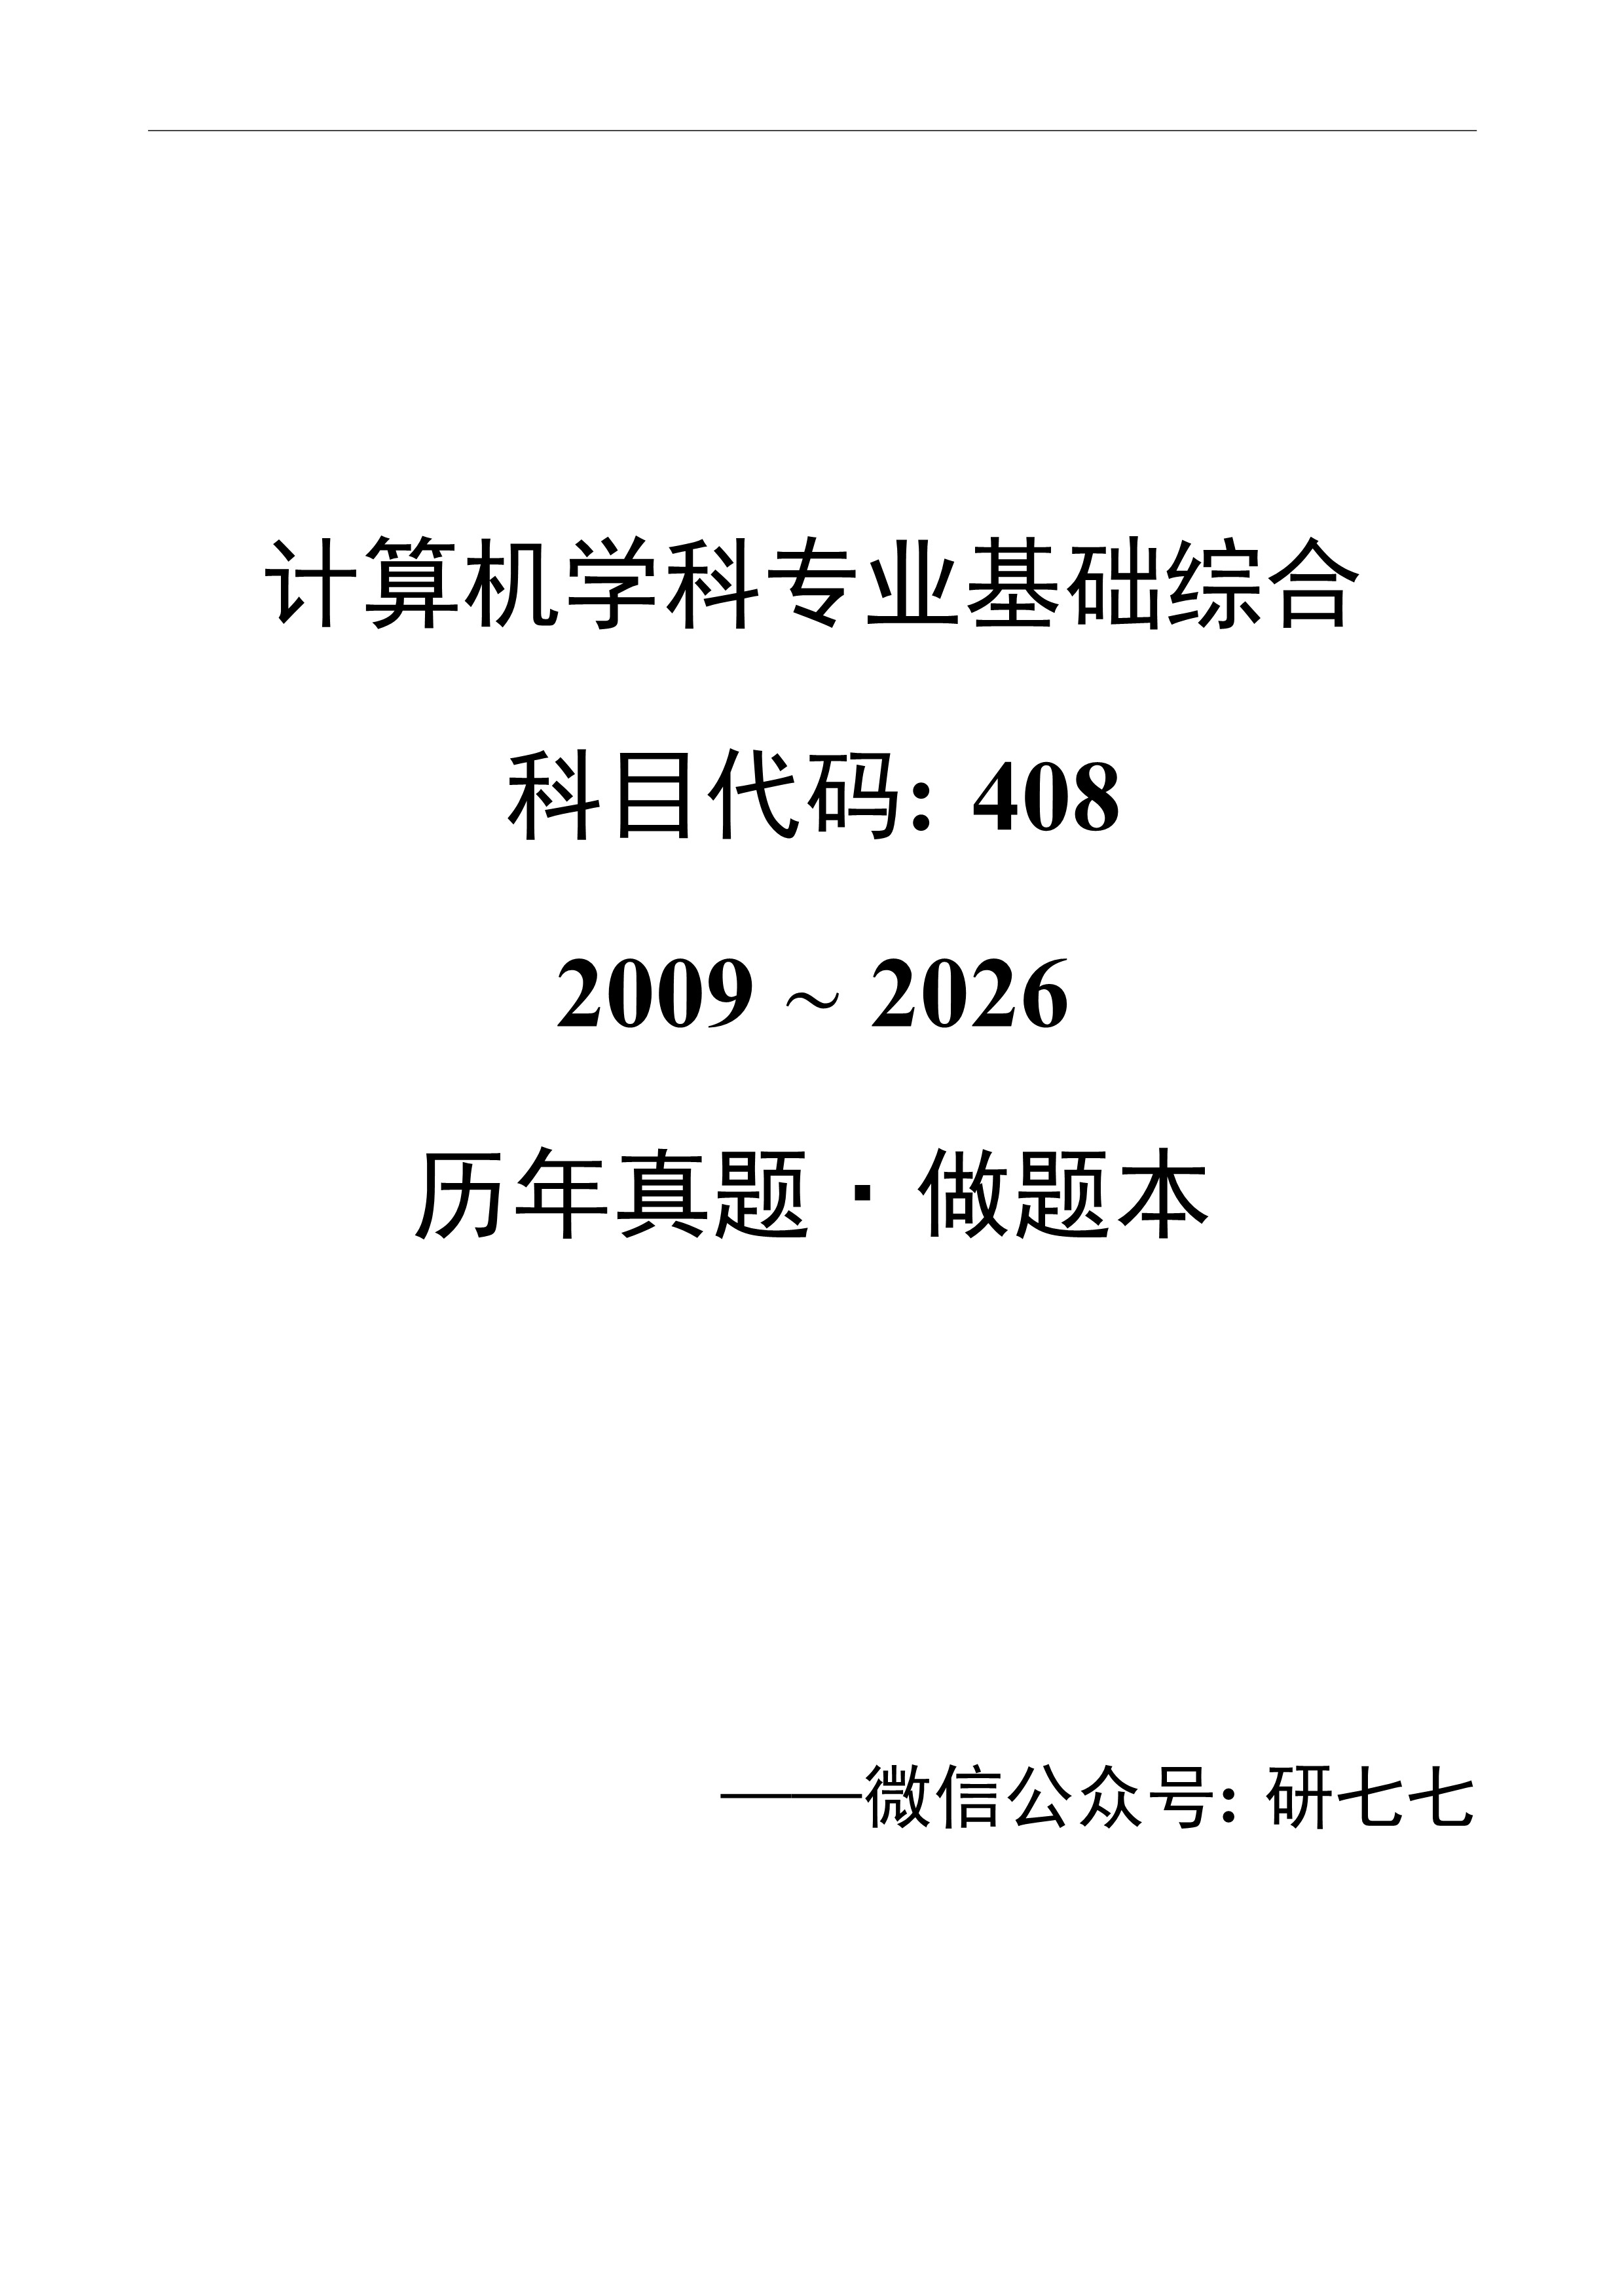 计算机学科专业基础综合
科目代码：408
2009 ~ 2026
历年真题 · 做题本
——微信公众号：研七七